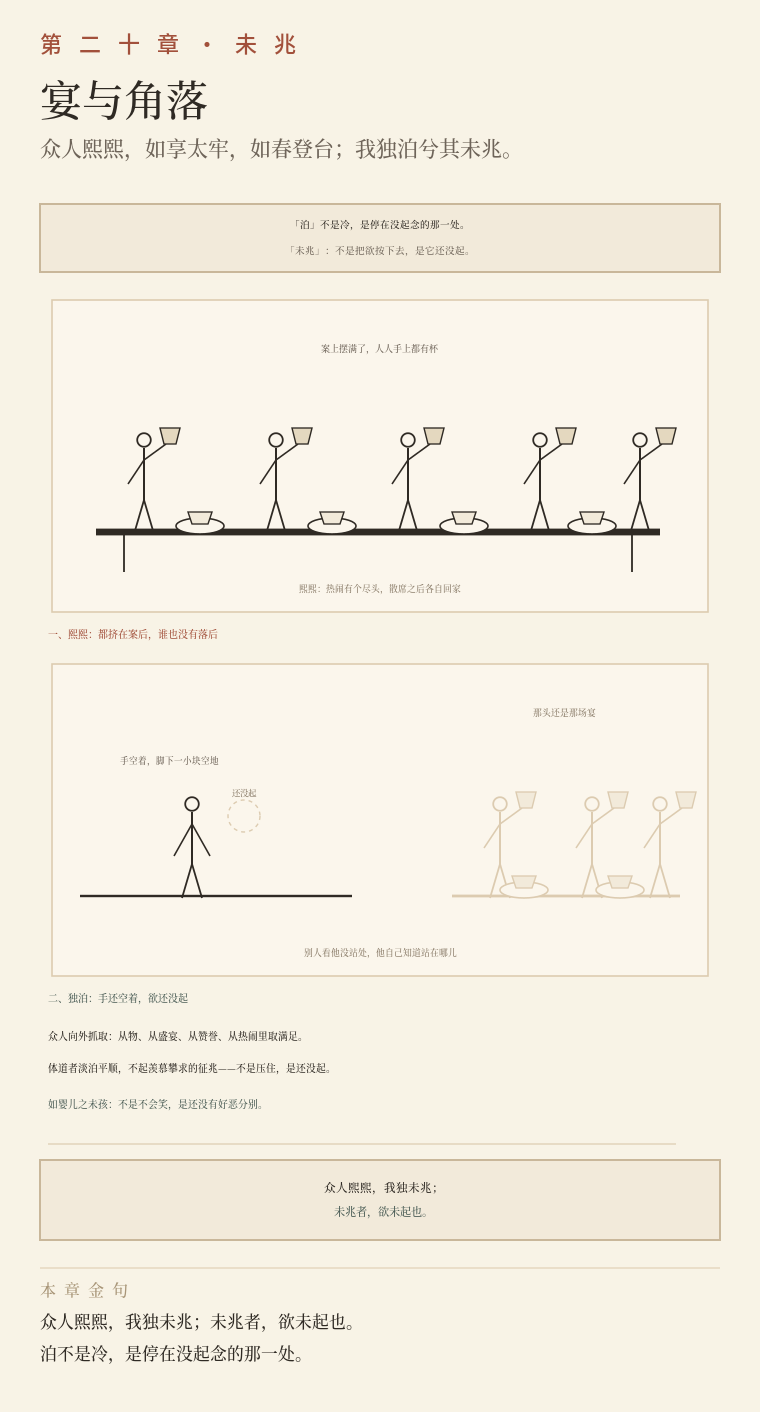 第二十章·未兆
宴与角落
众人熙熙，如享太牢，如春登台；我独泊兮其未兆。
「泊」不是冷，是停在没起念的那一处。
「未兆」：不是把欲按下去，是它还没起。
案上摆满了，人人手上都有杯
熙熙：热闹有个尽头，散席之后各自回家
一、熙熙：都挤在案后，谁也没有落后
那头还是那场宴
手空着，脚下一小块空地
还没起
别人看他没站处，他自己知道站在哪儿
二、独泊：手还空着，欲还没起
众人向外抓取：从物、从盛宴、从赞誉、从热闹里取满足。
体道者淡泊平顺，不起羡慕攀求的征兆——不是压住，是还没起。
如婴儿之未孩：不是不会笑，是还没有好恶分别。
众人熙熙，我独未兆；
未兆者，欲未起也。
本章金句
众人熙熙，我独未兆；未兆者，欲未起也。
泊不是冷，是停在没起念的那一处。